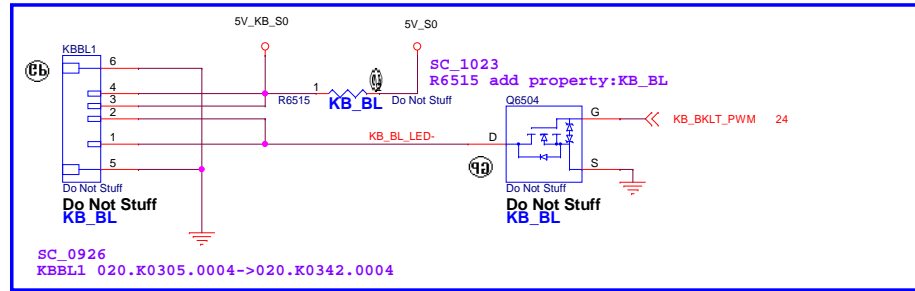 5V_KB_S0
5V_S0
KBBL1
6
4
3
2
1
5
R6515
1
2
KB_BL
Do Not Stuff
SC_1023
R6515 add property:KB_BL
Q6504
G
D
S
KB_BKLT_PWM 24
KB_BL_LED-
Do Not Stuff
Do Not Stuff
KB_BL
Do Not Stuff
Do Not Stuff
KB_BL
SC_0926
KBBL1 020.K0305.0004->020.K0342.0004